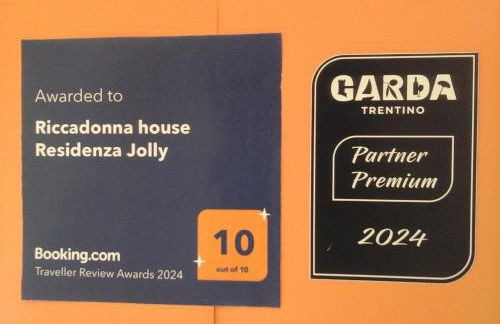 Awarded to
Riccadonna house
Residenza Jolly
Booking.com
Traveller Review Awards 2024
10
out of 10
GARDA
TRENTINO
Partner
Premium
2024